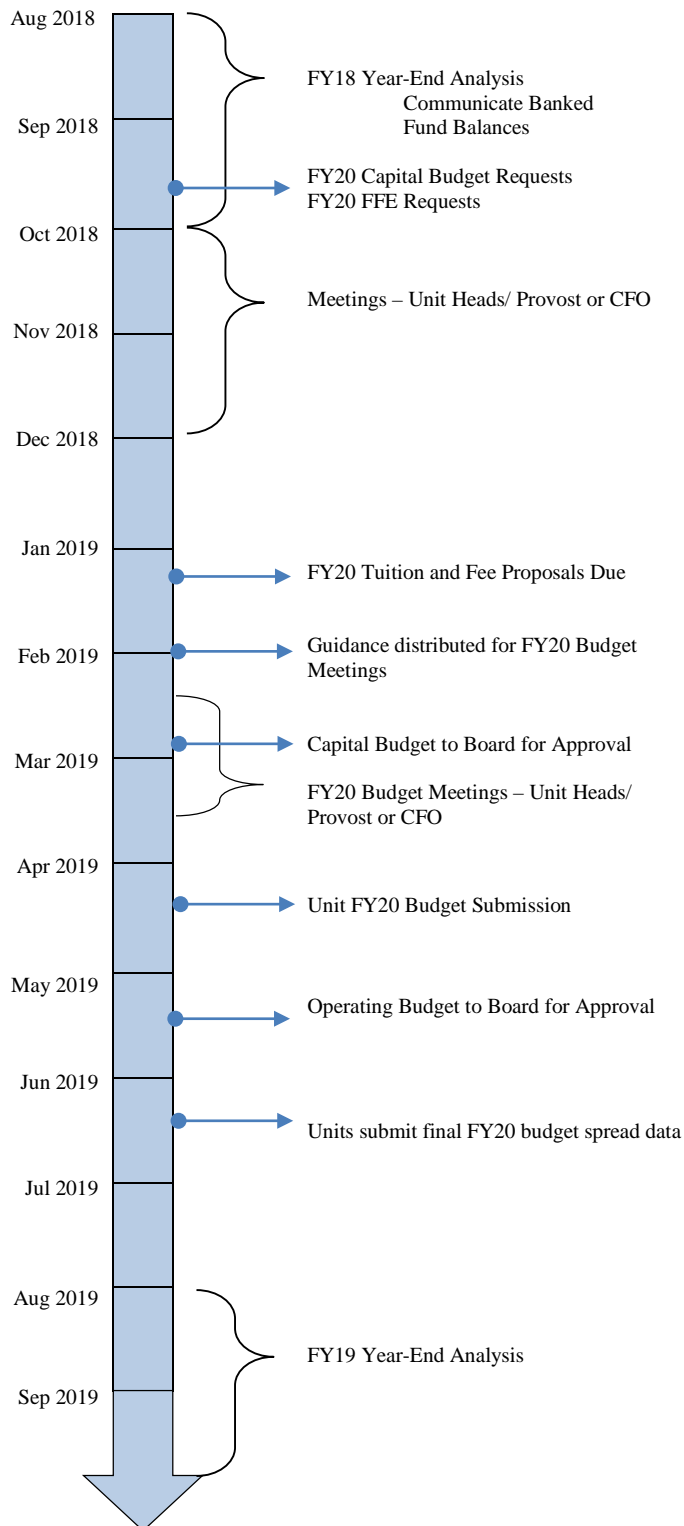 Aug 2018
FY18 Year-End Analysis
Communicate Banked
Fund Balances
Sep 2018
FY20 Capital Budget Requests
FY20 FFE Requests
Oct 2018
Meetings – Unit Heads/ Provost or CFO
Nov 2018
Dec 2018
Jan 2019
FY20 Tuition and Fee Proposals Due
Feb 2019
Guidance distributed for FY20 Budget
Meetings
Capital Budget to Board for Approval
Mar 2019
FY20 Budget Meetings – Unit Heads/
Provost or CFO
Apr 2019
Unit FY20 Budget Submission
May 2019
Operating Budget to Board for Approval
Jun 2019
Units submit final FY20 budget spread data
Jul 2019
Aug 2019
FY19 Year-End Analysis
Sep 2019